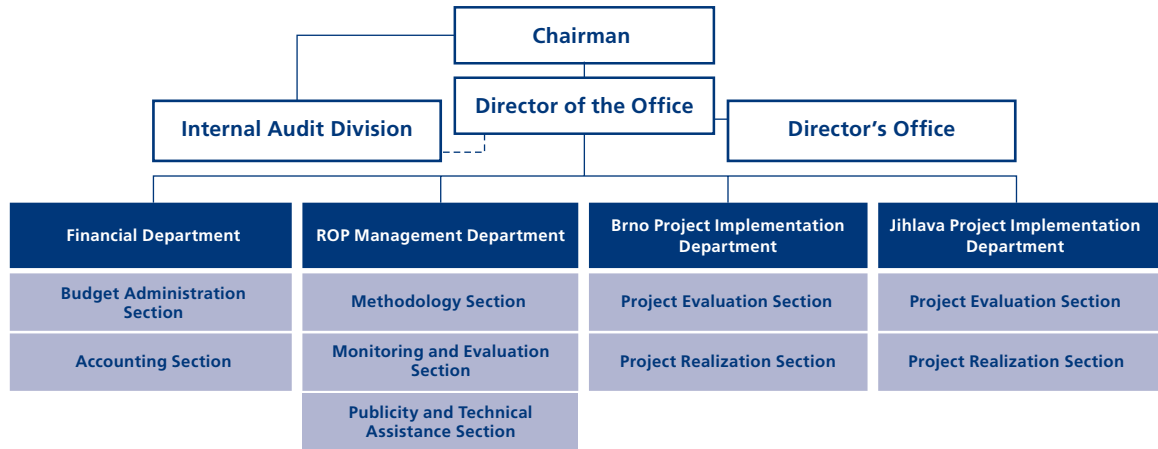 Chairman
Director of the Office
Internal Audit Division
Director's Office
Financial Department
ROP Management Department
Brno Project Implementation
Department
Jihlava Project Implementation
Department
Budget Administration
Section
Methodology Section
Project Evaluation Section
Project Evaluation Section
Accounting Section
Monitoring and Evaluation
Section
Project Realization Section
Project Realization Section
Publicity and Technical
Assistance Section